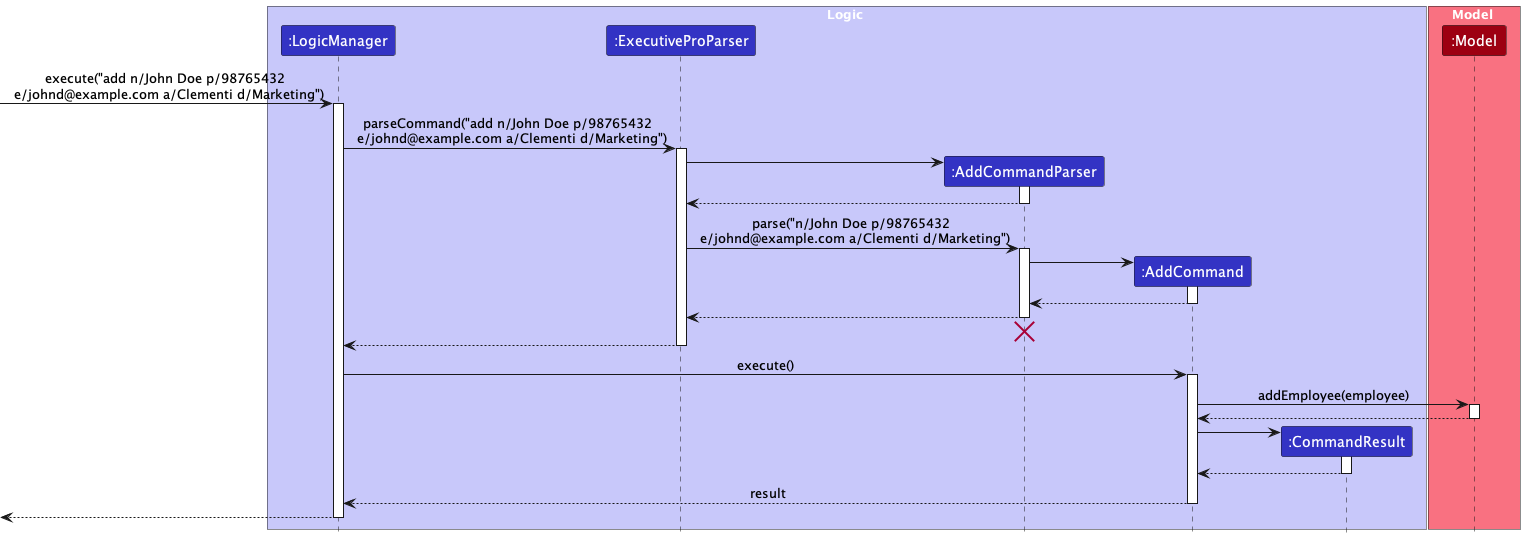 Logic
Model
:LogicManager
:ExecutiveProParser
:Model
execute("add n/John Doe p/98765432
e/johnd@example.com a/Clementi d/Marketing")
parseCommand("add n/John Doe p/98765432
e/johnd@example.com a/Clementi d/Marketing")
:AddCommandParser
parse("n/John Doe p/98765432
e/johnd@example.com a/Clementi d/Marketing")
:AddCommand
execute()
addEmployee(employee)
:CommandResult
result